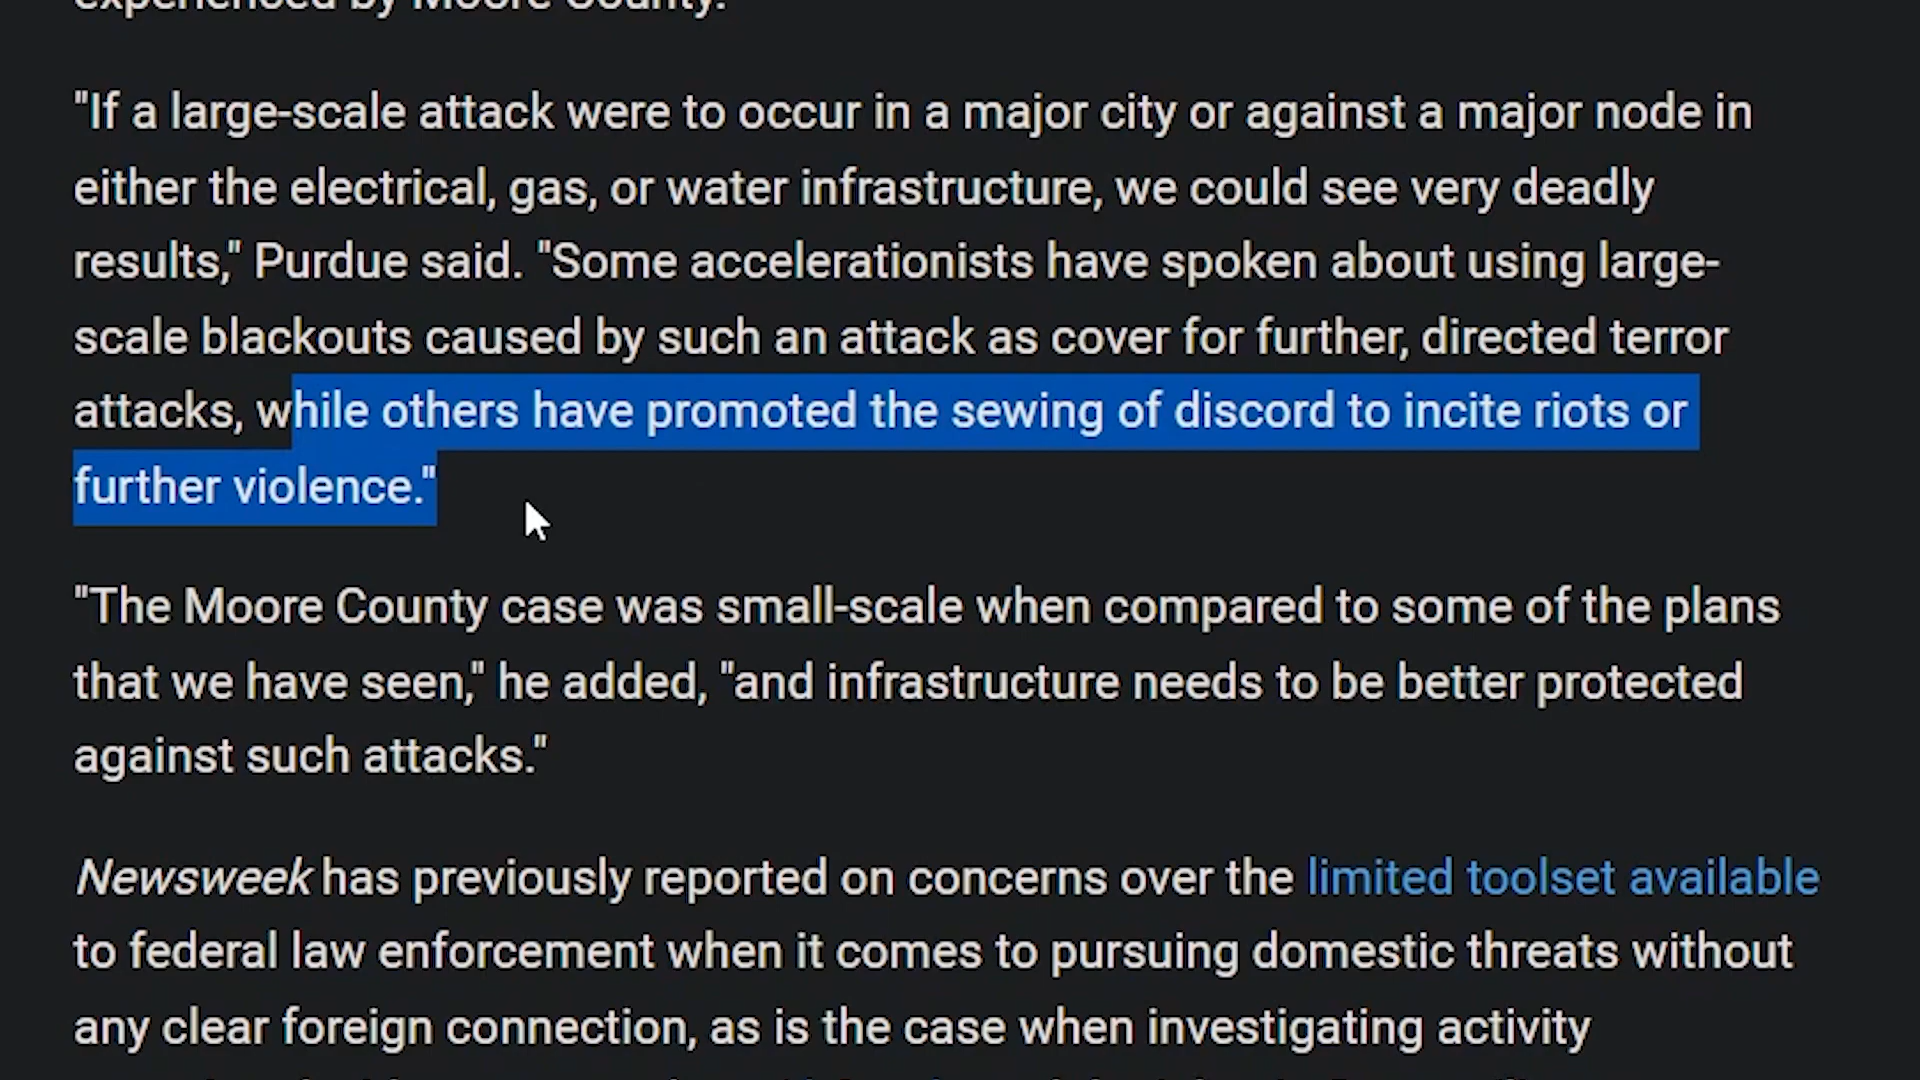 experienced by Moore County.
"If a large-scale attack were to occur in a major city or against a major node in
either the electrical, gas, or water infrastructure, we could see very deadly
results," Purdue said. "Some accelerationists have spoken about using large-
scale blackouts caused by such an attack as cover for further, directed terror
attacks, while others have promoted the sewing of discord to incite riots or
further violence."
"The Moore County case was small-scale when compared to some of the plans
that we have seen," he added, "and infrastructure needs to be better protected
against such attacks."
Newsweek has previously reported on concerns over the limited toolset available
to federal law enforcement when it comes to pursuing domestic threats without
any clear foreign connection, as is the case when investigating activity